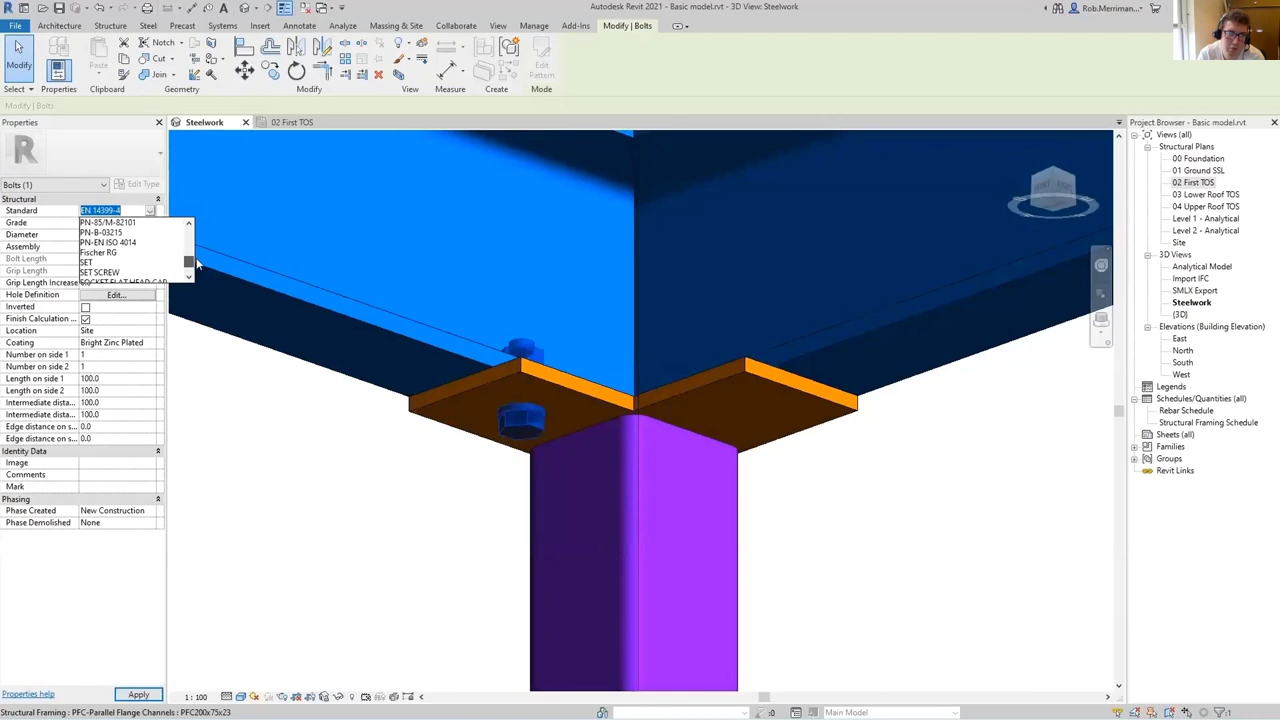 Autodesk Revit 2021 - Basic model.rvt - 3D View: Steelwork
Rob.Merriman...
File Architecture Structure Steel Precast Systems Insert Annotate Analyze Massing & Site Collaborate View Manage Add-Ins Modify | Bolts
Modify
Properties
Paste
Notch
Cut
Join
Edit
Pattern
Select Properties Clipboard Geometry Modify View Measure Create Mode
Modify | Bolts
Properties
Steelwork
02 First TOS
Project Browser - Basic model.rvt
Bolts (1)
Edit Type
Structural
Standard EN 14399-4
Grade
Diameter
Assembly
Bolt Length
Grip Length
Grip Length Increase
PN-85/M-82101
PN-B-03215
PN-EN ISO 4014
Fischer RG
SET
SET SCREW
SOCKET FLAT HEAD CAP
Hole Definition Edit...
Inverted
Finish Calculation ...
Location Site
Coating Bright Zinc Plated
Number on side 1 1
Number on side 2 1
Length on side 1 100.0
Length on side 2 100.0
Intermediate dista... 100.0
Intermediate dista... 100.0
Edge distance on s... 0.0
Edge distance on s... 0.0
Identity Data
Image
Comments
Mark
Phasing
Phase Created New Construction
Phase Demolished None
Properties help
Apply
Views (all)
Structural Plans
00 Foundation
01 Ground SSL
02 First TOS
03 Lower Roof TOS
04 Upper Roof TOS
Level 1 - Analytical
Level 2 - Analytical
Site
3D Views
Analytical Model
Import IFC
SMLX Export
Steelwork
{3D}
Elevations (Building Elevation)
East
North
South
West
Legends
Schedules/Quantities (all)
Rebar Schedule
Structural Framing Schedule
Sheets (all)
Families
Groups
Revit Links
1 : 100
Structural Framing : PFC-Parallel Flange Channels : PFC200x75x23
:0
Main Model
:1